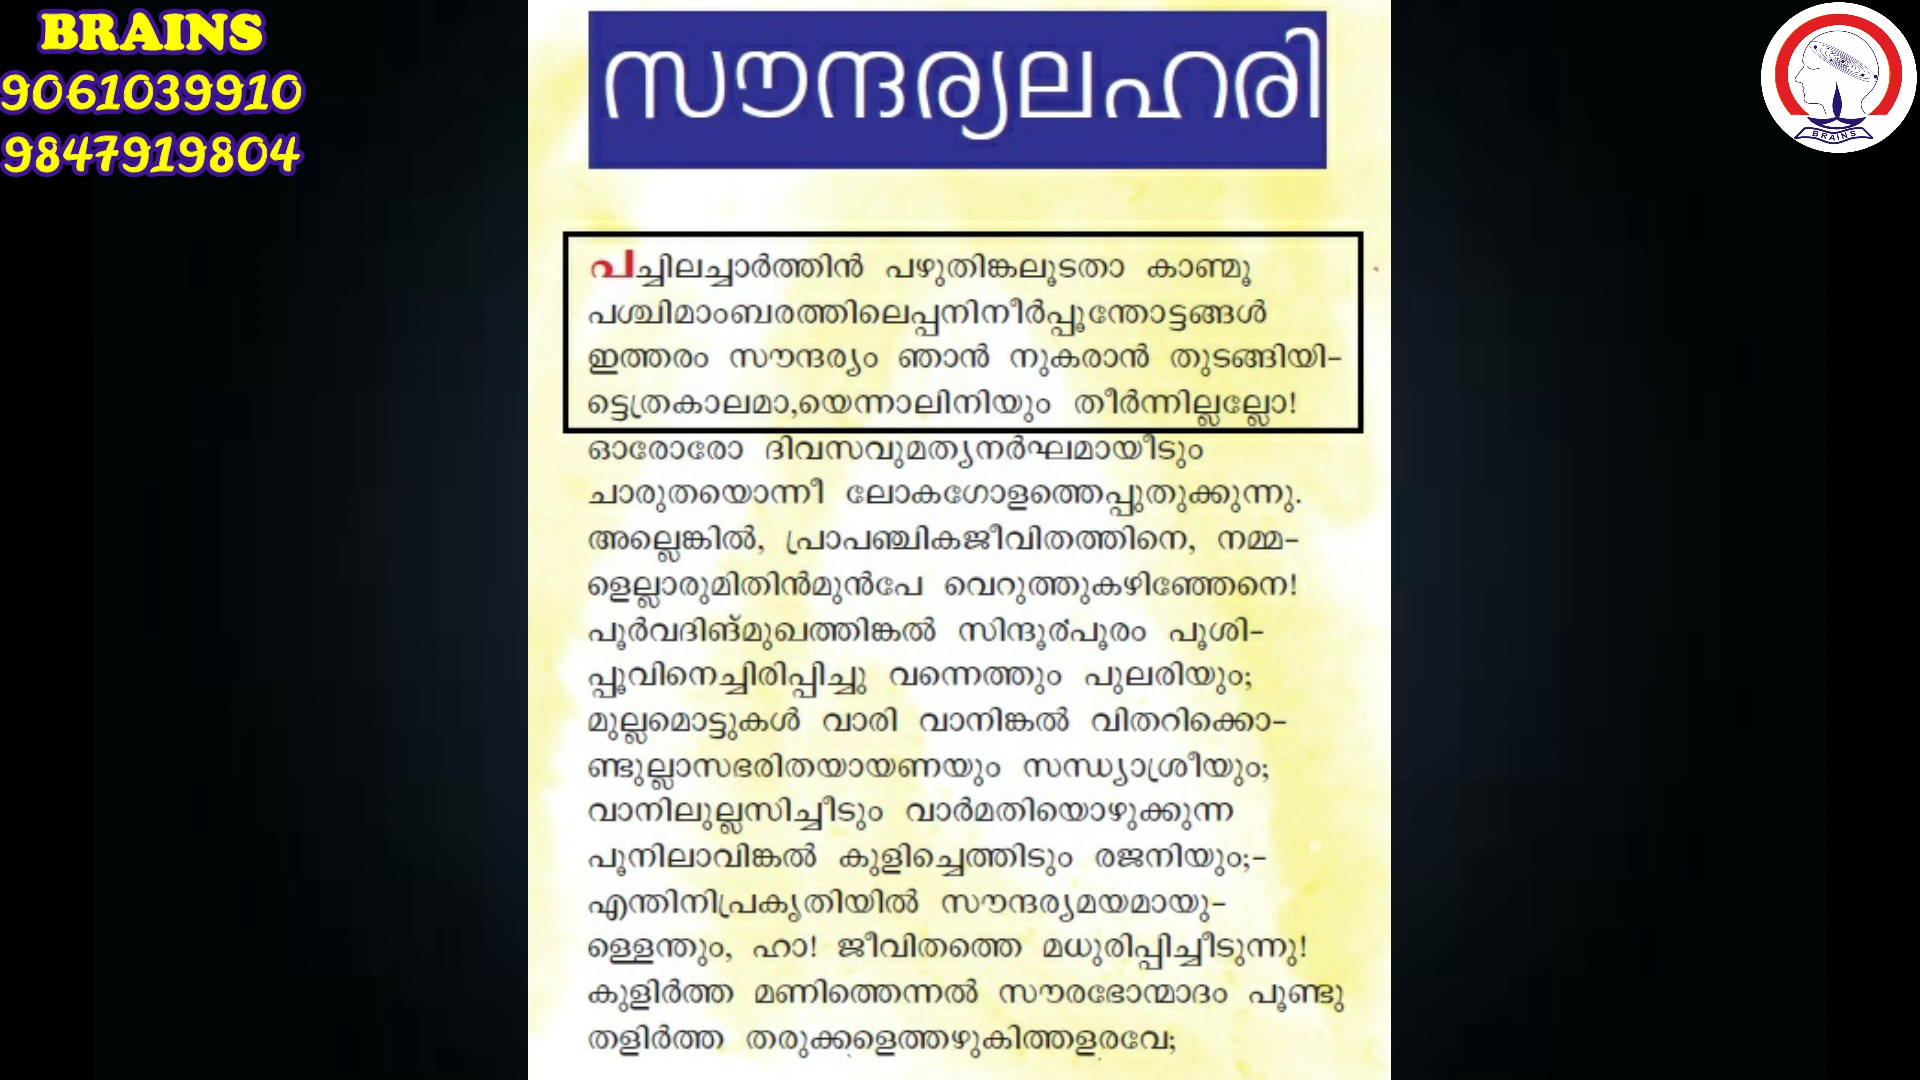 BRAINS
9061039910
9847919804
BRAINS
സൗന്ദര്യലഹരി
പച്ചിലച്ചാർത്തിൻ പഴുതിങ്കലൂടതാ കാണ്മൂ
പശ്ചിമാംബരത്തിലെപ്പനിനീർപ്പൂന്തോട്ടങ്ങൾ
ഇത്തരം സൗന്ദര്യം ഞാൻ നുകരാൻ തുടങ്ങിയി-
ട്ടെത്രകാലമാ,യെന്നാലിനിയും തീർന്നില്ലല്ലോ!
ഓരോരോ ദിവസവുമത്യനർഘമായീടും
ചാരുതയൊന്നീ ലോകഗോളത്തെപ്പുതുക്കുന്നു.
അല്ലെങ്കിൽ, പ്രാപഞ്ചികജീവിതത്തിനെ, നമ്മ-
ളെല്ലാരുമിതിൻമുൻപേ വെറുത്തുകഴിഞ്ഞേനെ!
പൂർവദിങ്മുഖത്തിങ്കൽ സിന്ദൂര്‍പൂരം പൂശി-
പ്പൂവിനെച്ചിരിപ്പിച്ചു വന്നെത്തും പുലരിയും;
മുല്ലമൊട്ടുകൾ വാരി വാനിങ്കൽ വിതറിക്കൊ-
ണ്ടുല്ലാസഭരിതയായണയും സന്ധ്യാശ്രീയും;
വാനിലുല്ലസിച്ചീടും വാർമതിയൊഴുക്കുന്ന
പൂനിലാവിങ്കൽ കുളിച്ചെത്തിടും രജനിയും;-
എന്തിനിപ്രകൃതിയിൽ സൗന്ദര്യമയമായു-
ള്ളെന്തും, ഹാ! ജീവിതത്തെ മധുരിപ്പിച്ചീടുന്നു!
കുളിർത്ത മണിത്തെന്നൽ സൗരഭോന്മാദം പൂണ്ടു
തളിർത്ത തരുക്കളെത്തഴുകിത്തളരവേ;